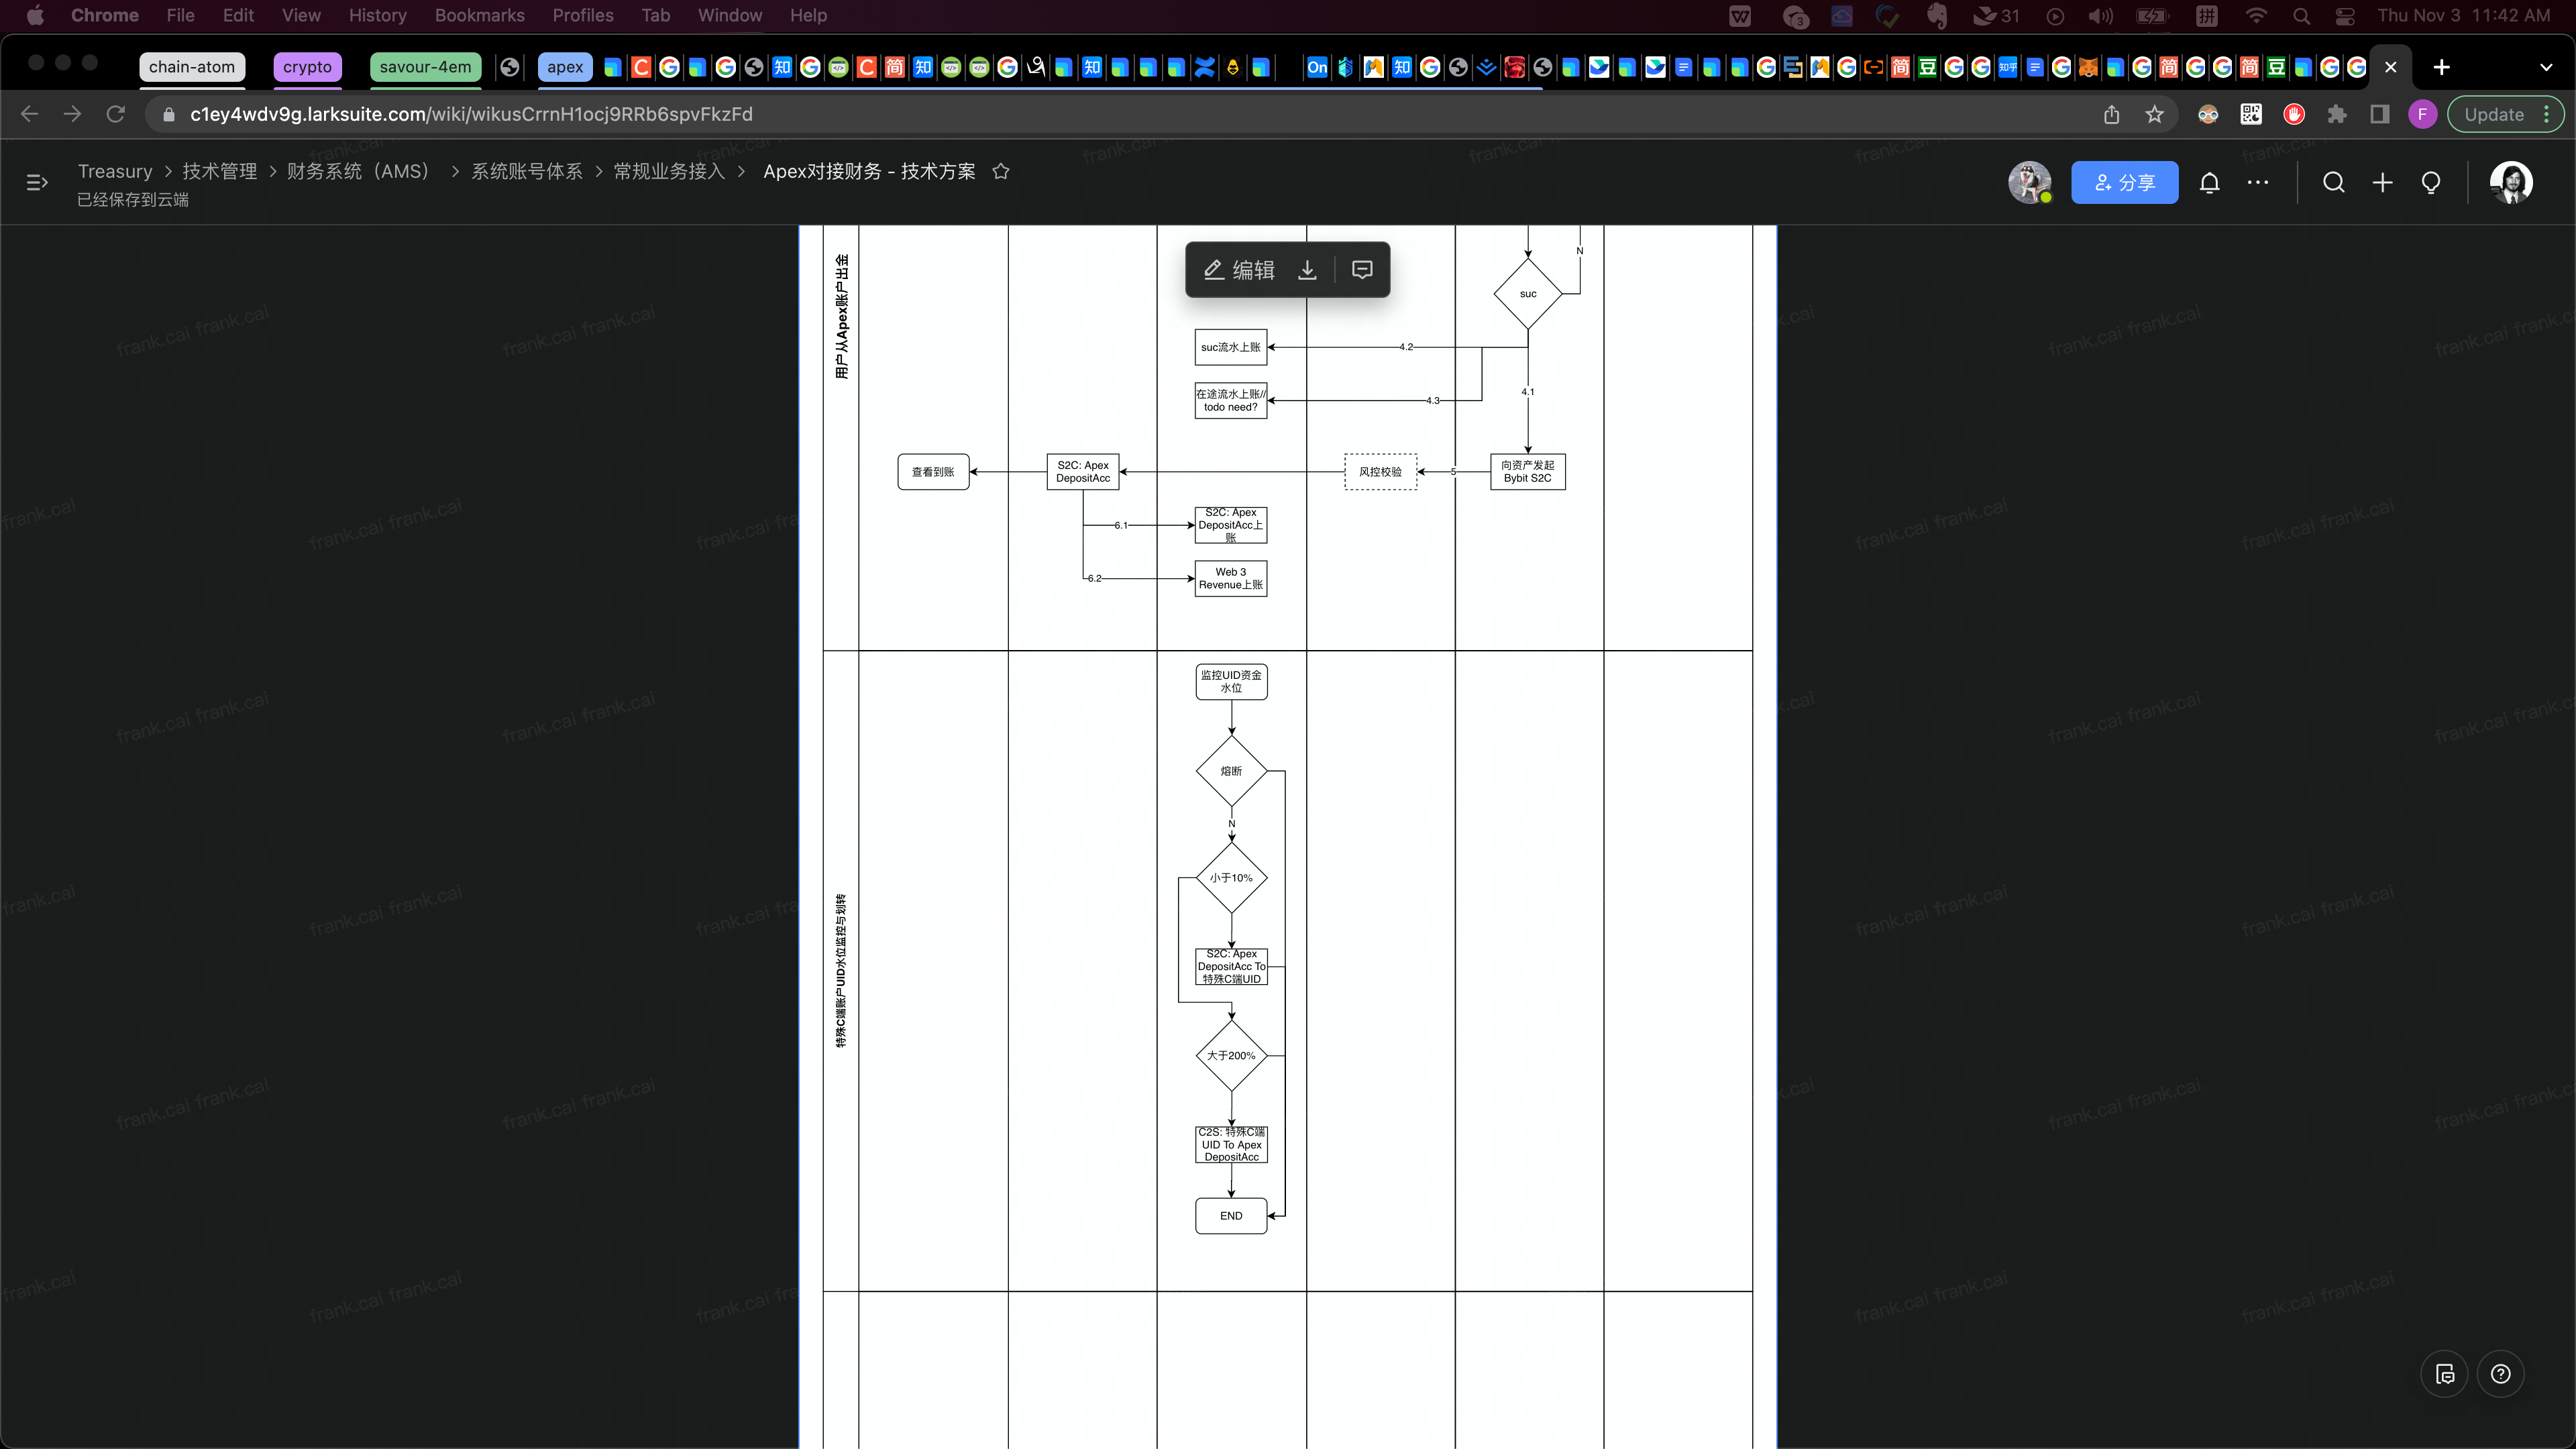 Chrome File Edit View History Bookmarks Profiles Tab Window Help
3 31 拼 Thu Nov 3 11:42 AM
chain-atom crypto savour-4em apex
c1ey4wdv9g.larksuite.com/wiki/wikusCrrnH1ocj9RRb6spvFkzFd
F Update
Treasury > 技术管理 > 财务系统（AMS） > 系统账号体系 > 常规业务接入 > Apex对接财务 - 技术方案
已经保存到云端
分享
编辑
用户从Apex账户出金
N
suc
suc流水上账
4.2
在途流水上账//
todo need?
4.3
4.1
查看到账
S2C: Apex
DepositAcc
风控校验
5
向资产发起
Bybit S2C
6.1
S2C: Apex
DepositAcc上
账
6.2
Web 3
Revenue上账
特殊C端账户UID水位监控与划转
监控UID资金
水位
熔断
N
小于10%
S2C: Apex
DepositAcc To
特殊C端UID
大于200%
C2S: 特殊C端
UID To Apex
DepositAcc
END
frank.cai frank.cai